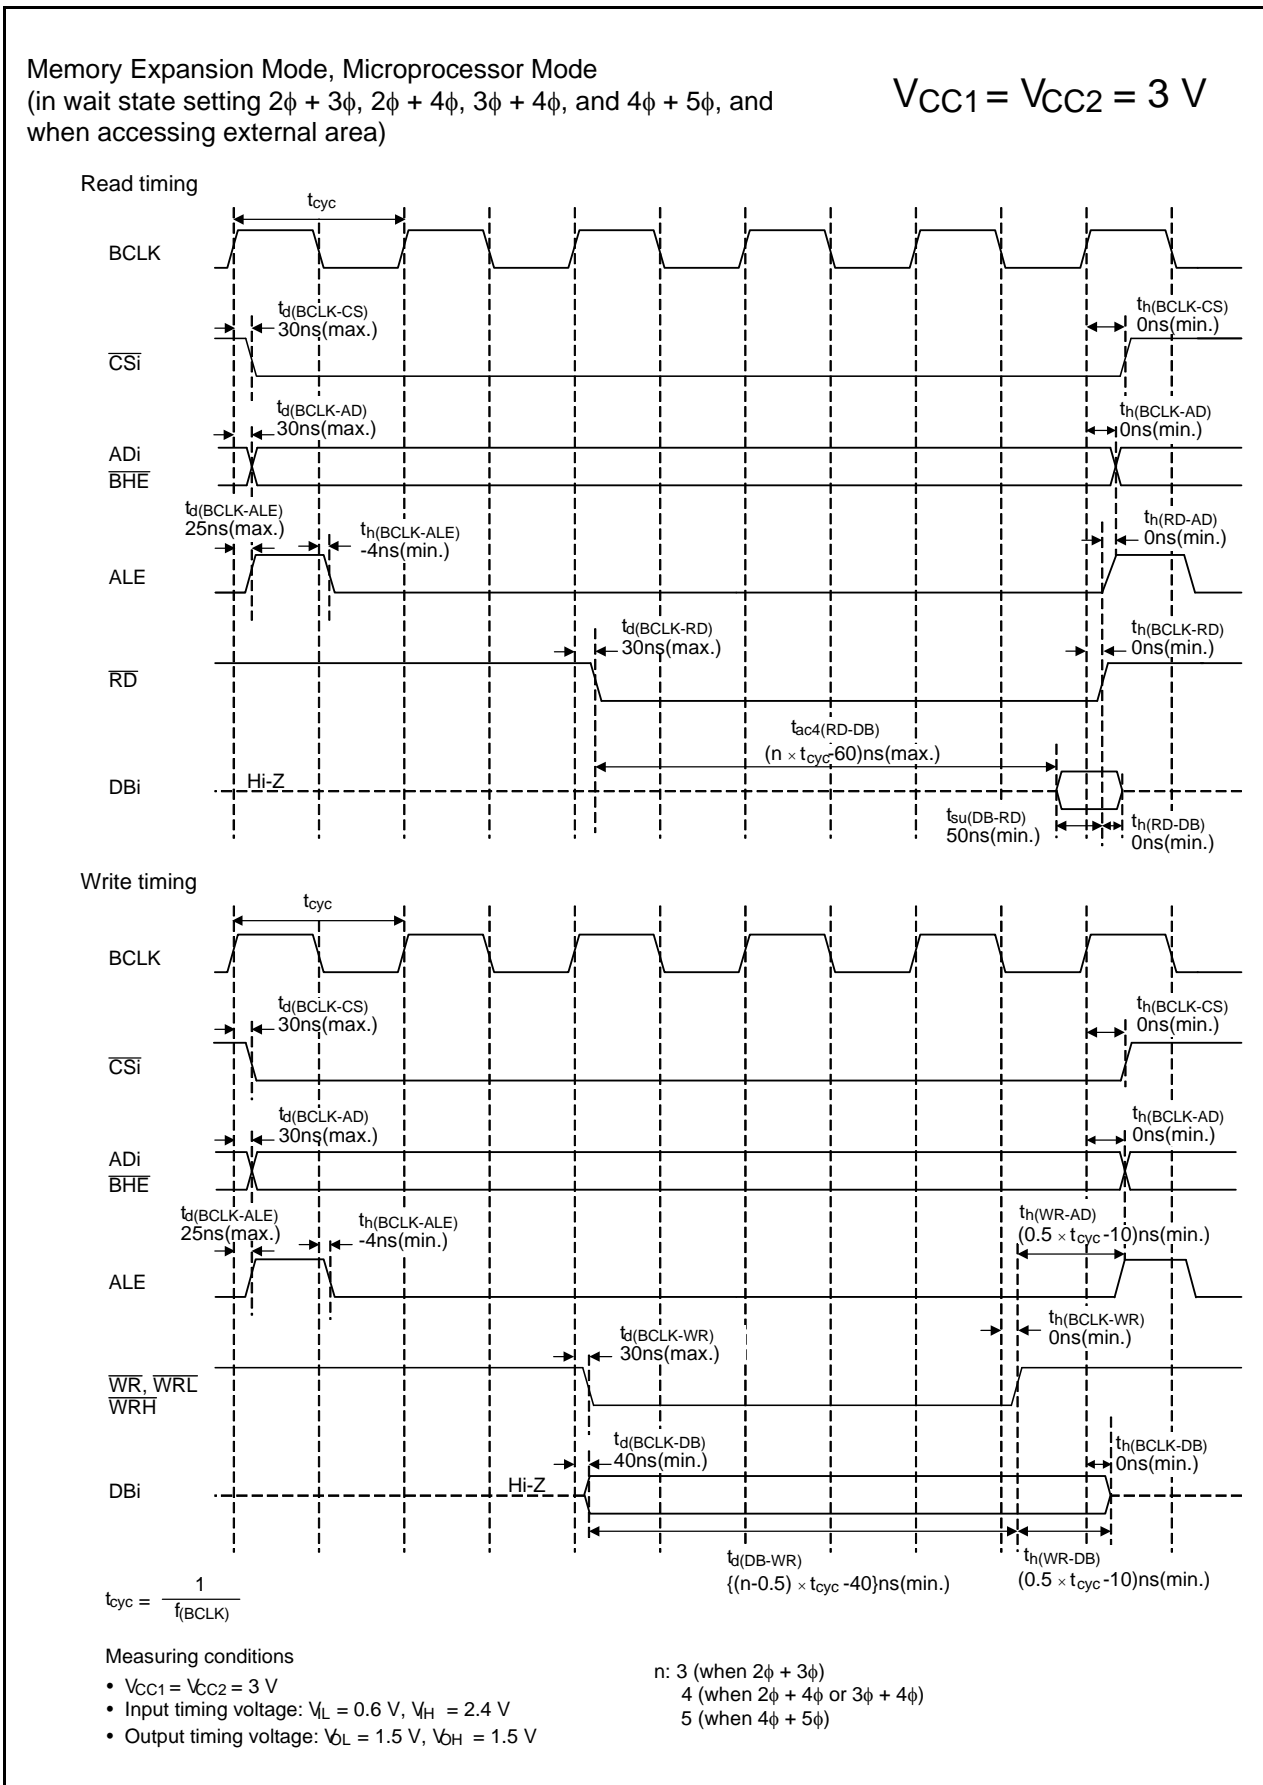 Memory Expansion Mode, Microprocessor Mode
(in wait state setting 2ϕ + 3ϕ, 2ϕ + 4ϕ, 3ϕ + 4ϕ, and 4ϕ + 5ϕ, and
when accessing external area)
VCC1 = VCC2 = 3 V
Read timing
tcyc
BCLK
td(BCLK-CS)
30ns(max.)
th(BCLK-CS)
0ns(min.)
CSi
td(BCLK-AD)
30ns(max.)
th(BCLK-AD)
0ns(min.)
ADi
BHE
td(BCLK-ALE)
25ns(max.)
th(BCLK-ALE)
-4ns(min.)
th(RD-AD)
0ns(min.)
ALE
td(BCLK-RD)
30ns(max.)
th(BCLK-RD)
0ns(min.)
RD
tac4(RD-DB)
(n × tcyc-60)ns(max.)
DBi
Hi-Z
tsu(DB-RD)
50ns(min.)
th(RD-DB)
0ns(min.)
Write timing
tcyc
BCLK
td(BCLK-CS)
30ns(max.)
th(BCLK-CS)
0ns(min.)
CSi
td(BCLK-AD)
30ns(max.)
th(BCLK-AD)
0ns(min.)
ADi
BHE
td(BCLK-ALE)
25ns(max.)
th(BCLK-ALE)
-4ns(min.)
th(WR-AD)
(0.5 × tcyc-10)ns(min.)
ALE
td(BCLK-WR)
30ns(max.)
th(BCLK-WR)
0ns(min.)
WR, WRL
WRH
td(BCLK-DB)
40ns(min.)
th(BCLK-DB)
0ns(min.)
DBi
Hi-Z
td(DB-WR)
{(n-0.5) × tcyc-40}ns(min.)
th(WR-DB)
(0.5 × tcyc-10)ns(min.)
tcyc = 1
f(BCLK)
Measuring conditions
• VCC1 = VCC2 = 3 V
• Input timing voltage: VIL = 0.6 V, VIH = 2.4 V
• Output timing voltage: VOL = 1.5 V, VOH = 1.5 V
n: 3 (when 2ϕ + 3ϕ)
4 (when 2ϕ + 4ϕ or 3ϕ + 4ϕ)
5 (when 4ϕ + 5ϕ)